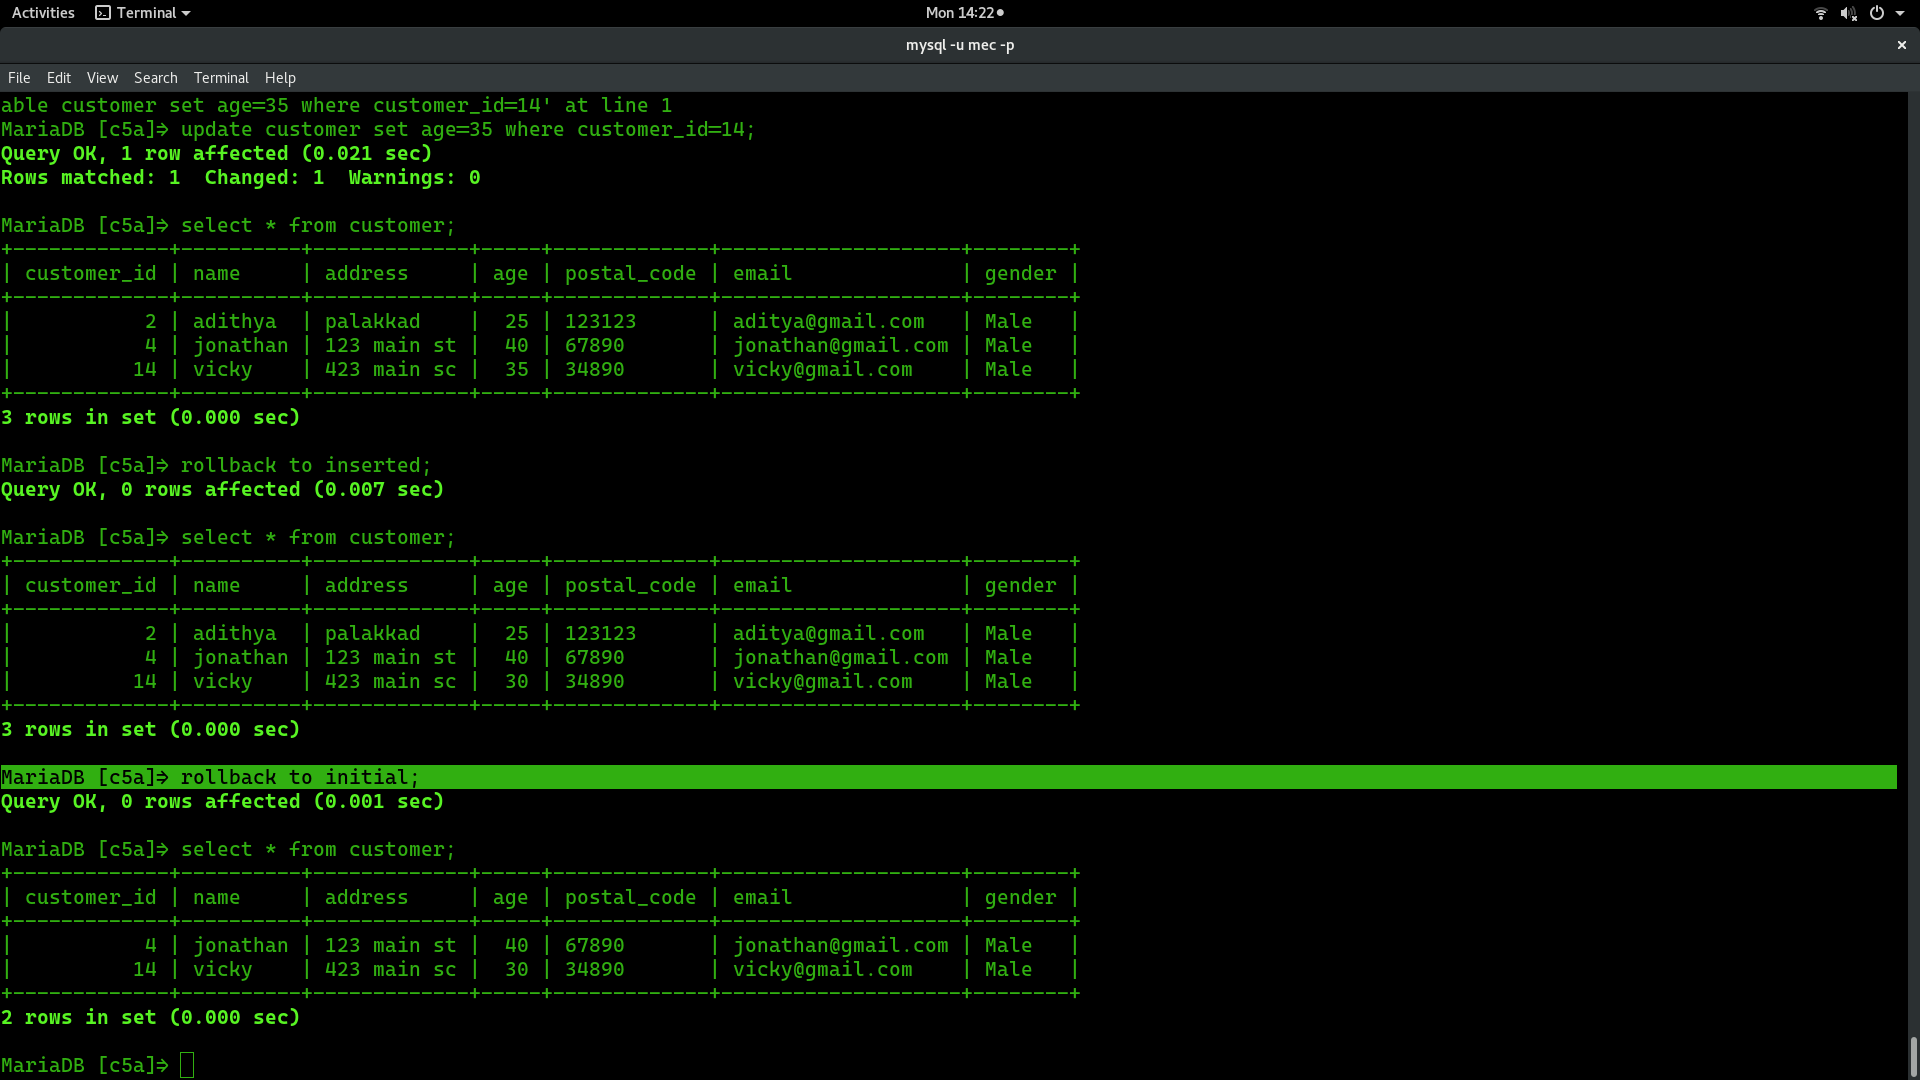 Activities Terminal Mon 14:22
mysql -u mec -p
File Edit View Search Terminal Help
able customer set age=35 where customer_id=14' at line 1
MariaDB [c5a]> update customer set age=35 where customer_id=14;
Query OK, 1 row affected (0.021 sec)
Rows matched: 1  Changed: 1  Warnings: 0
MariaDB [c5a]> select * from customer;
+-------------+----------+-------------+-----+-------------+--------------------+--------+
| customer_id | name     | address     | age | postal_code | email              | gender |
+-------------+----------+-------------+-----+-------------+--------------------+--------+
|           2 | adithya  | palakkad    |  25 | 123123      | aditya@gmail.com   | Male   |
|           4 | jonathan | 123 main st |  40 | 67890       | jonathan@gmail.com | Male   |
|          14 | vicky    | 423 main sc |  35 | 34890       | vicky@gmail.com    | Male   |
+-------------+----------+-------------+-----+-------------+--------------------+--------+
3 rows in set (0.000 sec)
MariaDB [c5a]> rollback to inserted;
Query OK, 0 rows affected (0.007 sec)
MariaDB [c5a]> select * from customer;
+-------------+----------+-------------+-----+-------------+--------------------+--------+
| customer_id | name     | address     | age | postal_code | email              | gender |
+-------------+----------+-------------+-----+-------------+--------------------+--------+
|           2 | adithya  | palakkad    |  25 | 123123      | aditya@gmail.com   | Male   |
|           4 | jonathan | 123 main st |  40 | 67890       | jonathan@gmail.com | Male   |
|          14 | vicky    | 423 main sc |  30 | 34890       | vicky@gmail.com    | Male   |
+-------------+----------+-------------+-----+-------------+--------------------+--------+
3 rows in set (0.000 sec)
MariaDB [c5a]> rollback to initial;
Query OK, 0 rows affected (0.001 sec)
MariaDB [c5a]> select * from customer;
+-------------+----------+-------------+-----+-------------+--------------------+--------+
| customer_id | name     | address     | age | postal_code | email              | gender |
+-------------+----------+-------------+-----+-------------+--------------------+--------+
|           4 | jonathan | 123 main st |  40 | 67890       | jonathan@gmail.com | Male   |
|          14 | vicky    | 423 main sc |  30 | 34890       | vicky@gmail.com    | Male   |
+-------------+----------+-------------+-----+-------------+--------------------+--------+
2 rows in set (0.000 sec)
MariaDB [c5a]>